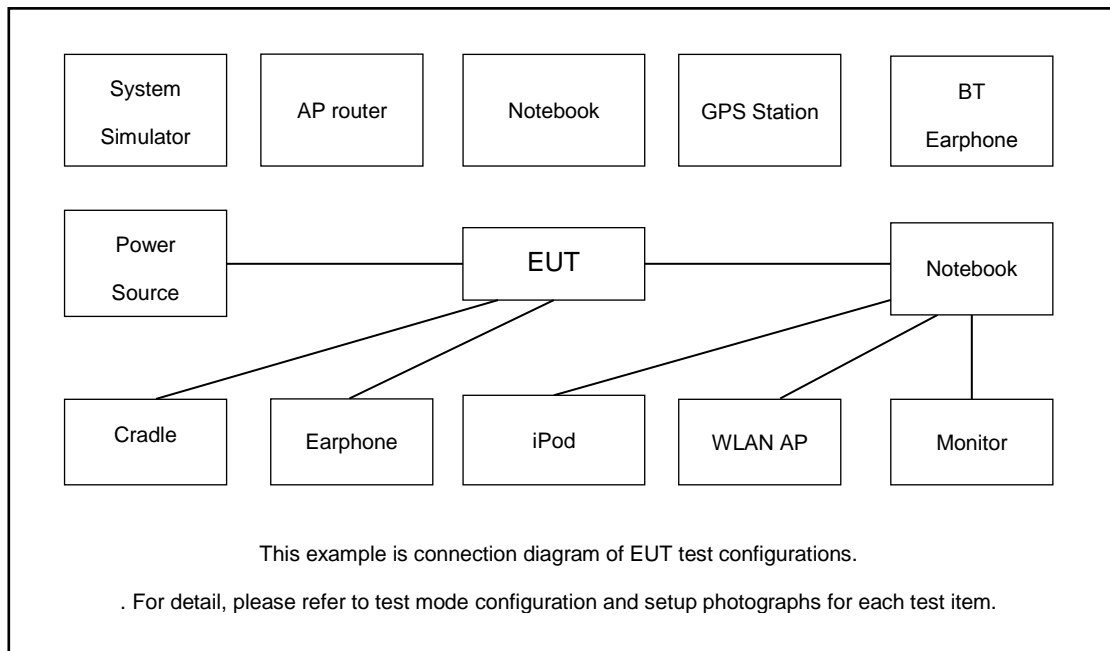 System
Simulator
AP router
Notebook
GPS Station
BT
Earphone
Power
Source
EUT
Notebook
Cradle
Earphone
iPod
WLAN AP
Monitor
This example is connection diagram of EUT test configurations.
. For detail, please refer to test mode configuration and setup photographs for each test item.